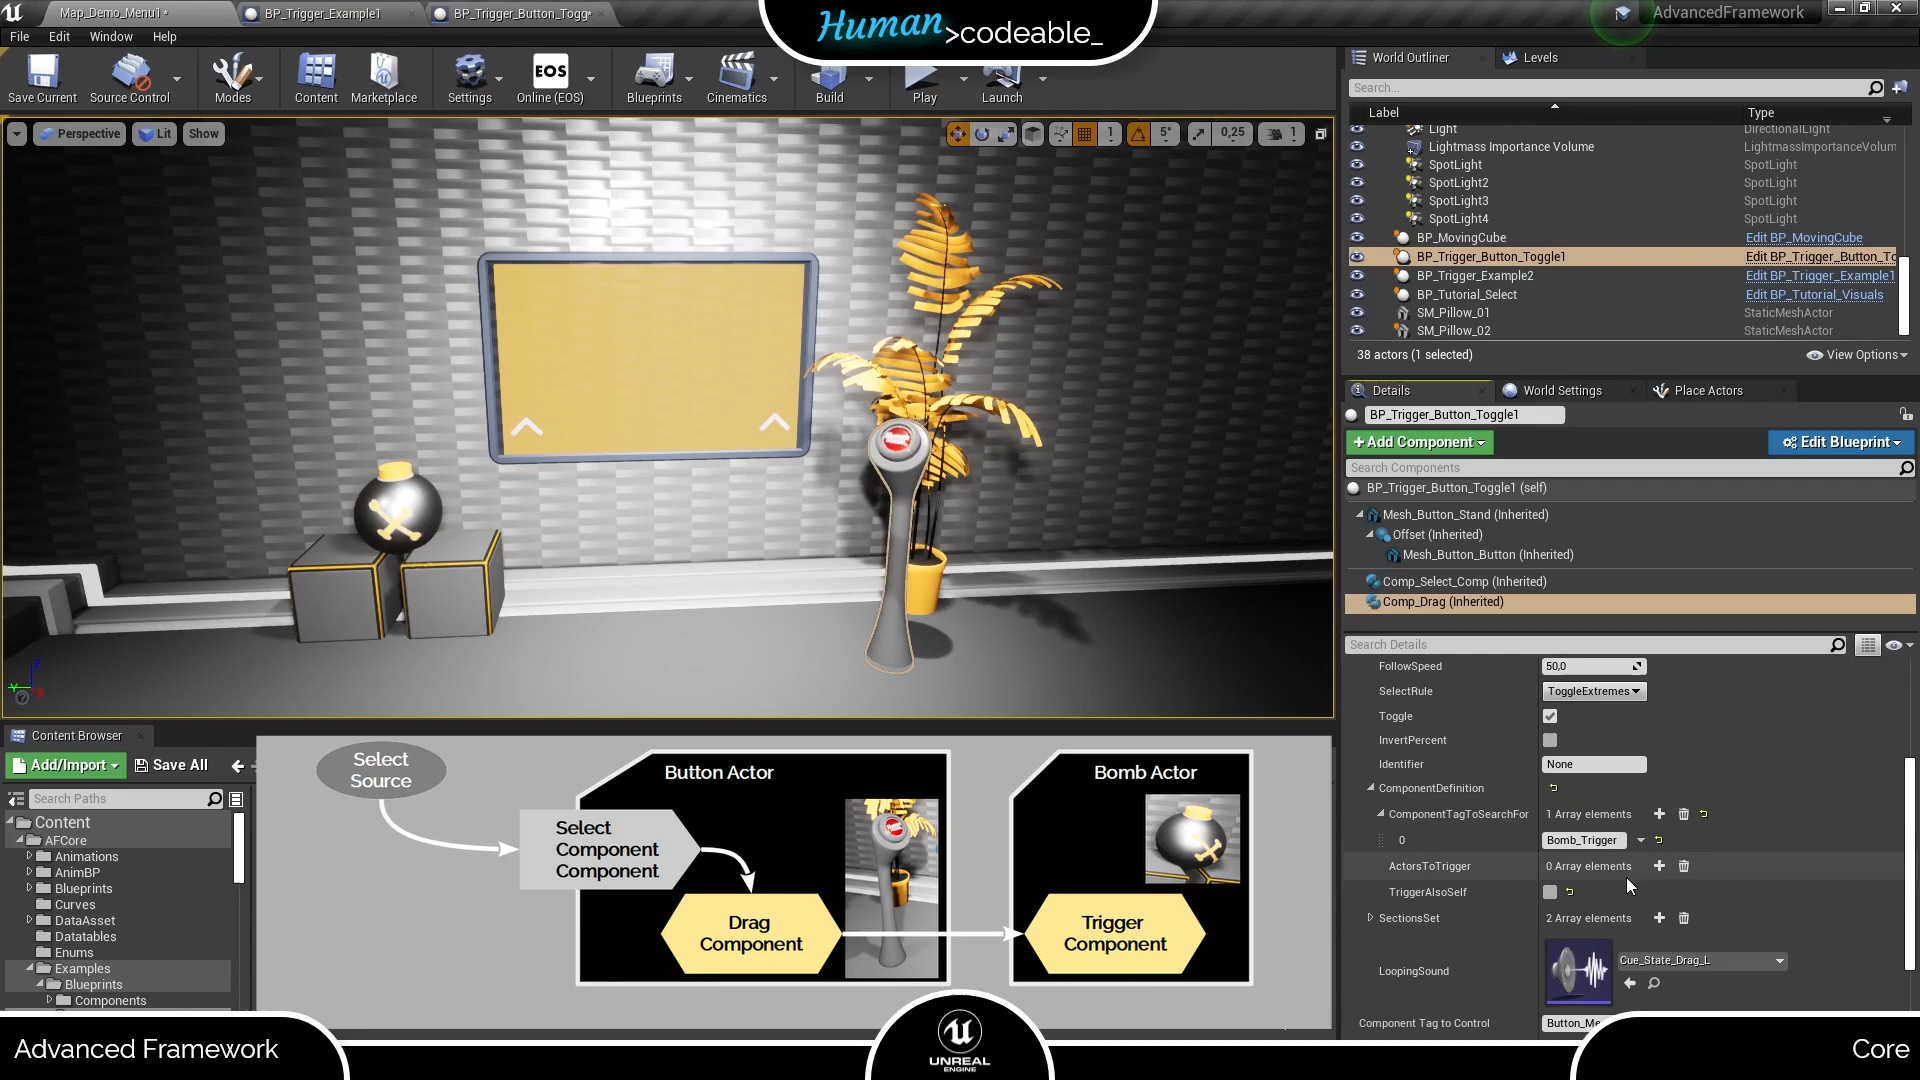 Map_Demo_Menu1*
BP_Trigger_Example1
BP_Trigger_Button_Togg*
Human >codeable_
AdvancedFramework
File Edit Window Help
Save Current
Source Control
Modes
Content
Marketplace
Settings
EOS
Online (EOS)
Blueprints
Cinematics
Build
Play
Launch
Perspective
Lit
Show
1
5°
0,25
1
World Outliner
Levels
Search...
Label Type
Light DirectionalLight
Lightmass Importance Volume LightmassImportanceVolum
SpotLight SpotLight
SpotLight2 SpotLight
SpotLight3 SpotLight
SpotLight4 SpotLight
BP_MovingCube Edit BP_MovingCube
BP_Trigger_Button_Toggle1 Edit BP_Trigger_Button_To
BP_Trigger_Example2 Edit BP_Trigger_Example1
BP_Tutorial_Select Edit BP_Tutorial_Visuals
SM_Pillow_01 StaticMeshActor
SM_Pillow_02 StaticMeshActor
38 actors (1 selected)
View Options
Details
World Settings
Place Actors
BP_Trigger_Button_Toggle1
+Add Component
Edit Blueprint
Search Components
BP_Trigger_Button_Toggle1 (self)
Mesh_Button_Stand (Inherited)
Offset (Inherited)
Mesh_Button_Button (Inherited)
Comp_Select_Comp (Inherited)
Comp_Drag (Inherited)
Search Details
FollowSpeed 50,0
SelectRule ToggleExtremes
Toggle
InvertPercent
Identifier None
ComponentDefinition
ComponentTagToSearchFor 1 Array elements
0 Bomb_Trigger
ActorsToTrigger 0 Array elements
TriggerAlsoSelf
SectionsSet 2 Array elements
LoopingSound Cue_State_Drag_L
Component Tag to Control
Content Browser
Add/Import
Save All
Search Paths
Content
AFCore
Animations
AnimBP
Blueprints
Curves
DataAsset
Datatables
Enums
Examples
Blueprints
Components
Select
Source
Button Actor
Select
Component
Component
Drag
Component
Bomb Actor
Trigger
Component
Advanced Framework
UNREAL
ENGINE
Core